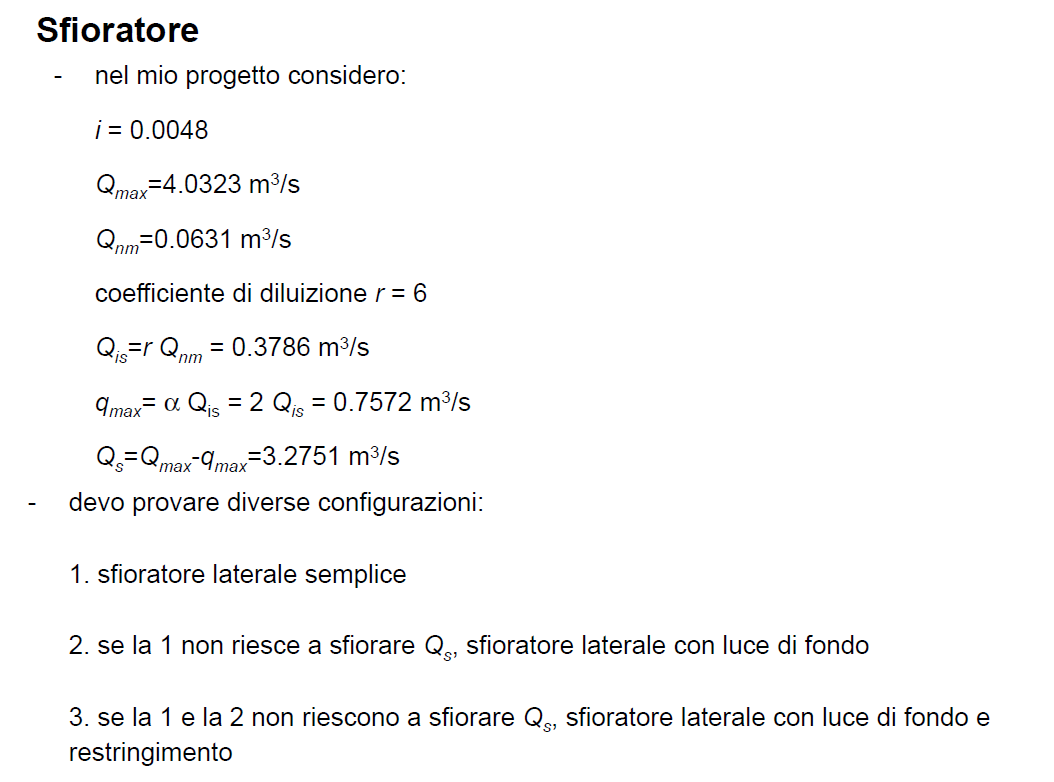 Sfioratore
- nel mio progetto considero:
i = 0.0048
Qmax=4.0323 m³/s
Qnm=0.0631 m³/s
coefficiente di diluizione r = 6
Qis=r Qnm = 0.3786 m³/s
qmax= α Qis = 2 Qis = 0.7572 m³/s
Qs=Qmax-qmax=3.2751 m³/s
- devo provare diverse configurazioni:
1. sfioratore laterale semplice
2. se la 1 non riesce a sfiorare Qs, sfioratore laterale con luce di fondo
3. se la 1 e la 2 non riescono a sfiorare Qs, sfioratore laterale con luce di fondo e
restringimento